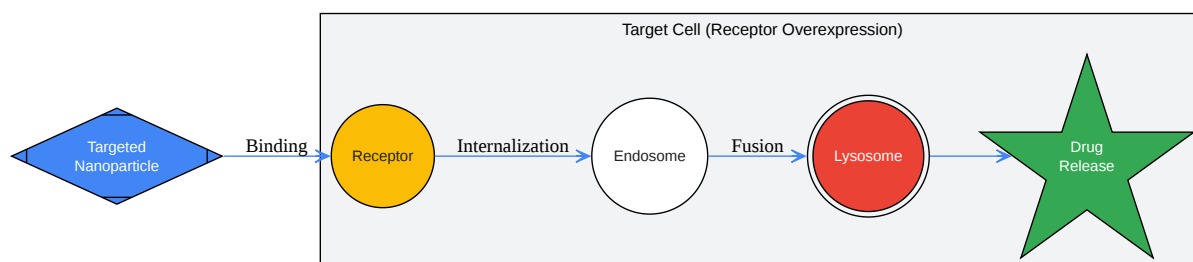 Target Cell (Receptor Overexpression)
Targeted
Nanoparticle
Binding
Receptor
Internalization
Endosome
Fusion
Lysosome
Drug
Release